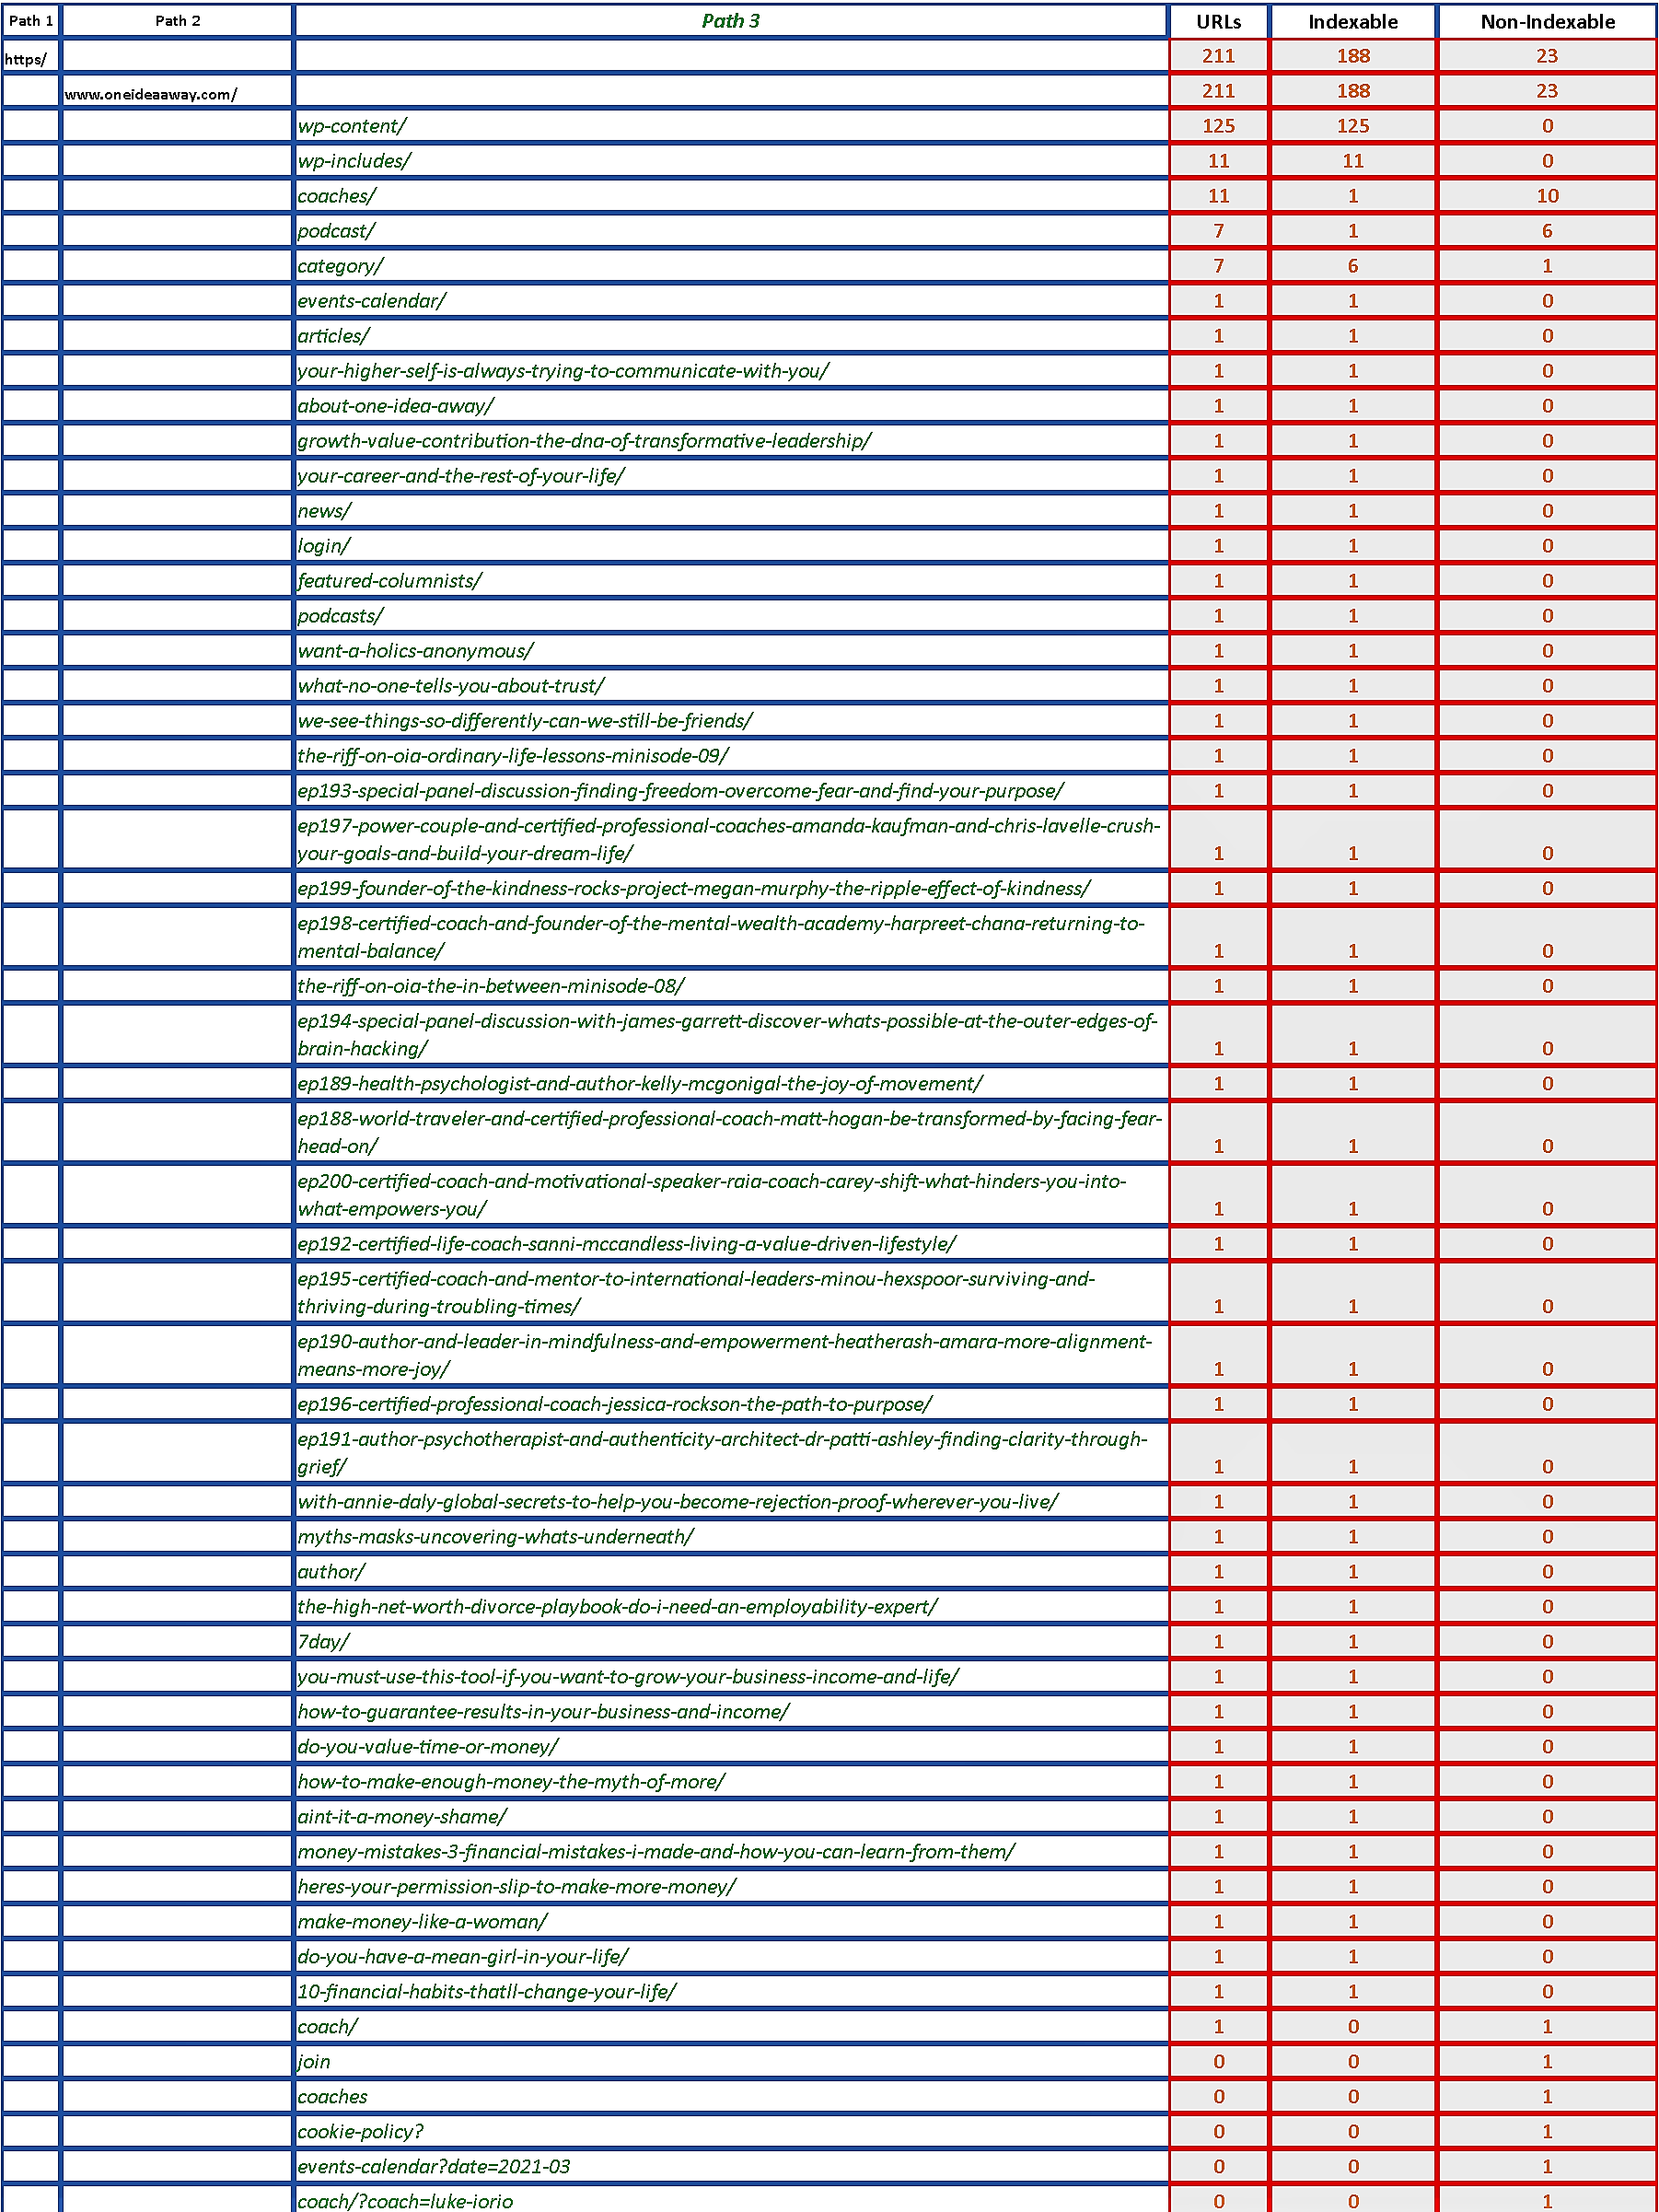 Path 1 Path 2 Path 3 URLs Indexable Non-Indexable
https/ 211 188 23
www.oneideaaway.com/ 211 188 23
wp-content/ 125 125 0
wp-includes/ 11 11 0
coaches/ 11 1 10
podcast/ 7 1 6
category/ 7 6 1
events-calendar/ 1 1 0
articles/ 1 1 0
your-higher-self-is-always-trying-to-communicate-with-you/ 1 1 0
about-one-idea-away/ 1 1 0
growth-value-contribution-the-dna-of-transformative-leadership/ 1 1 0
your-career-and-the-rest-of-your-life/ 1 1 0
news/ 1 1 0
login/ 1 1 0
featured-columnists/ 1 1 0
podcasts/ 1 1 0
want-a-holics-anonymous/ 1 1 0
what-no-one-tells-you-about-trust/ 1 1 0
we-see-things-so-differently-can-we-still-be-friends/ 1 1 0
the-riff-on-oia-ordinary-life-lessons-minisode-09/ 1 1 0
ep193-special-panel-discussion-finding-freedom-overcome-fear-and-find-your-purpose/ 1 1 0
ep197-power-couple-and-certified-professional-coaches-amanda-kaufman-and-chris-lavelle-crush-
your-goals-and-build-your-dream-life/ 1 1 0
ep199-founder-of-the-kindness-rocks-project-megan-murphy-the-ripple-effect-of-kindness/ 1 1 0
ep198-certified-coach-and-founder-of-the-mental-wealth-academy-harpreet-chana-returning-to-
mental-balance/ 1 1 0
the-riff-on-oia-the-in-between-minisode-08/ 1 1 0
ep194-special-panel-discussion-with-james-garrett-discover-whats-possible-at-the-outer-edges-of-
brain-hacking/ 1 1 0
ep189-health-psychologist-and-author-kelly-mcgonigal-the-joy-of-movement/ 1 1 0
ep188-world-traveler-and-certified-professional-coach-matt-hogan-be-transformed-by-facing-fear-
head-on/ 1 1 0
ep200-certified-coach-and-motivational-speaker-raia-coach-carey-shift-what-hinders-you-into-
what-empowers-you/ 1 1 0
ep192-certified-life-coach-sanni-mccandless-living-a-value-driven-lifestyle/ 1 1 0
ep195-certified-coach-and-mentor-to-international-leaders-minou-hexspoor-surviving-and-
thriving-during-troubling-times/ 1 1 0
ep190-author-and-leader-in-mindfulness-and-empowerment-heatherash-amara-more-alignment-
means-more-joy/ 1 1 0
ep196-certified-professional-coach-jessica-rockson-the-path-to-purpose/ 1 1 0
ep191-author-psychotherapist-and-authenticity-architect-dr-patti-ashley-finding-clarity-through-
grief/ 1 1 0
with-annie-daly-global-secrets-to-help-you-become-rejection-proof-wherever-you-live/ 1 1 0
myths-masks-uncovering-whats-underneath/ 1 1 0
author/ 1 1 0
the-high-net-worth-divorce-playbook-do-i-need-an-employability-expert/ 1 1 0
7day/ 1 1 0
you-must-use-this-tool-if-you-want-to-grow-your-business-income-and-life/ 1 1 0
how-to-guarantee-results-in-your-business-and-income/ 1 1 0
do-you-value-time-or-money/ 1 1 0
how-to-make-enough-money-the-myth-of-more/ 1 1 0
aint-it-a-money-shame/ 1 1 0
money-mistakes-3-financial-mistakes-i-made-and-how-you-can-learn-from-them/ 1 1 0
heres-your-permission-slip-to-make-more-money/ 1 1 0
make-money-like-a-woman/ 1 1 0
do-you-have-a-mean-girl-in-your-life/ 1 1 0
10-financial-habits-thatll-change-your-life/ 1 1 0
coach/ 1 0 1
join 0 0 1
coaches 0 0 1
cookie-policy? 0 0 1
events-calendar?date=2021-03 0 0 1
coach/?coach=luke-iorio 0 0 1